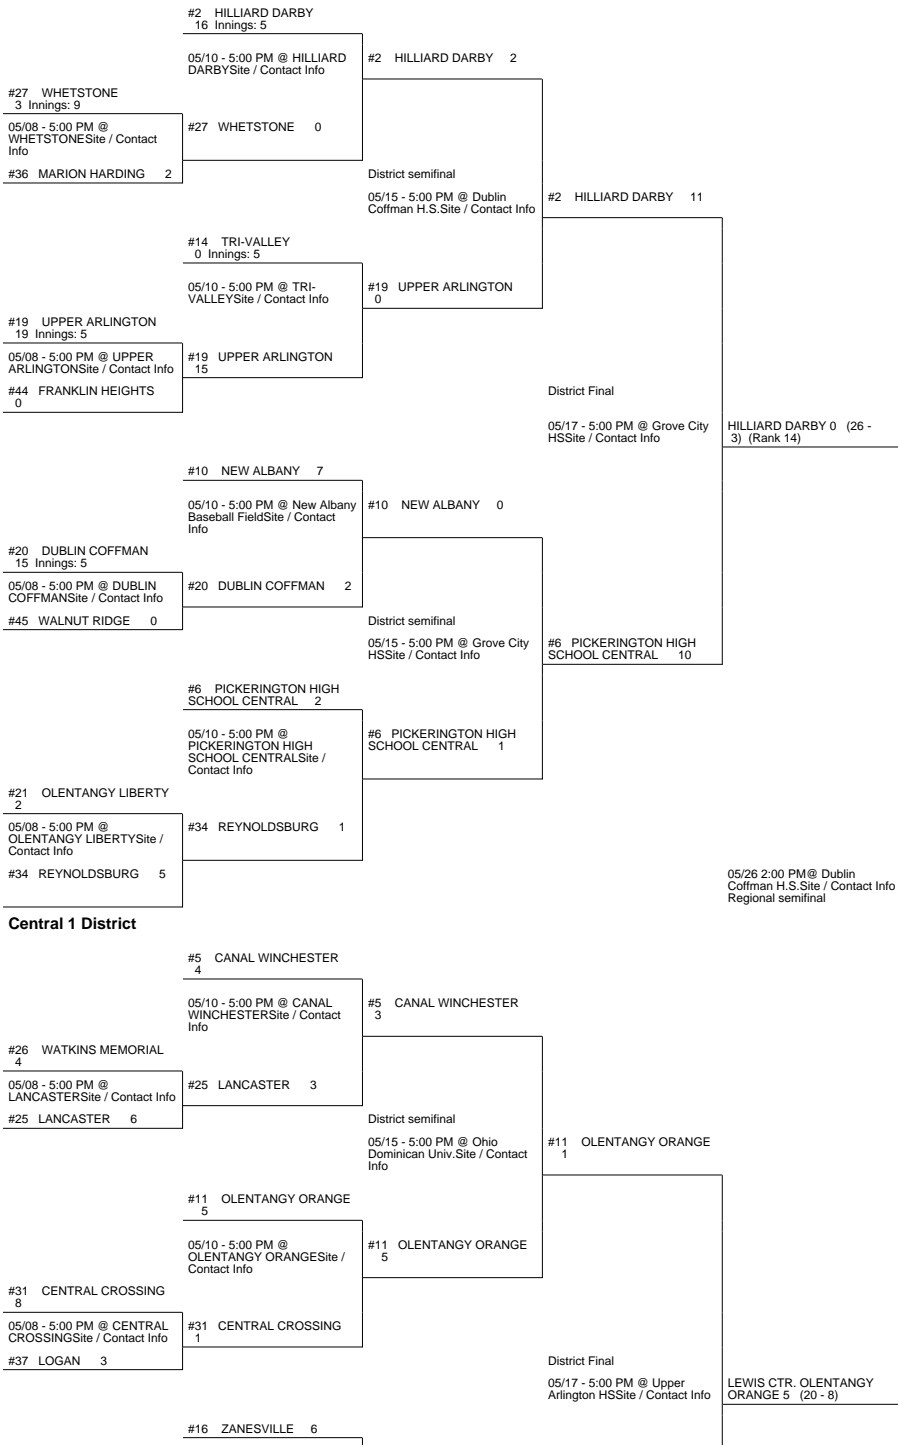 #2 HILLIARD DARBY
16 Innings: 5
05/10 - 5:00 PM @ HILLIARD
DARBYSite / Contact Info
#2 HILLIARD DARBY 2
#27 WHETSTONE
3 Innings: 9
05/08 - 5:00 PM @
WHETSTONESite / Contact
Info
#27 WHETSTONE 0
#36 MARION HARDING 2
District semifinal
05/15 - 5:00 PM @ Dublin
Coffman H.S.Site / Contact Info
#2 HILLIARD DARBY 11
#14 TRI-VALLEY
0 Innings: 5
05/10 - 5:00 PM @ TRI-
VALLEYSite / Contact Info
#19 UPPER ARLINGTON
0
#19 UPPER ARLINGTON
19 Innings: 5
05/08 - 5:00 PM @ UPPER
ARLINGTONSite / Contact Info
#19 UPPER ARLINGTON
15
#44 FRANKLIN HEIGHTS
0
District Final
05/17 - 5:00 PM @ Grove City
HSSite / Contact Info
HILLIARD DARBY 0 (26 -
3) (Rank 14)
#10 NEW ALBANY 7
05/10 - 5:00 PM @ New Albany
Baseball FieldSite / Contact
Info
#10 NEW ALBANY 0
#20 DUBLIN COFFMAN
15 Innings: 5
05/08 - 5:00 PM @ DUBLIN
COFFMANSite / Contact Info
#20 DUBLIN COFFMAN 2
#45 WALNUT RIDGE 0
District semifinal
05/15 - 5:00 PM @ Grove City
HSSite / Contact Info
#6 PICKERINGTON HIGH
SCHOOL CENTRAL 10
#6 PICKERINGTON HIGH
SCHOOL CENTRAL 2
05/10 - 5:00 PM @
PICKERINGTON HIGH
SCHOOL CENTRALSite /
Contact Info
#6 PICKERINGTON HIGH
SCHOOL CENTRAL 1
#21 OLENTANGY LIBERTY
2
05/08 - 5:00 PM @
OLENTANGY LIBERTYSite /
Contact Info
#34 REYNOLDSBURG 1
#34 REYNOLDSBURG 5
05/26 2:00 PM@ Dublin
Coffman H.S.Site / Contact Info
Regional semifinal
Central 1 District
#5 CANAL WINCHESTER
4
05/10 - 5:00 PM @ CANAL
WINCHESTERSite / Contact
Info
#5 CANAL WINCHESTER
3
#26 WATKINS MEMORIAL
4
05/08 - 5:00 PM @
LANCASTERSite / Contact Info
#25 LANCASTER 3
#25 LANCASTER 6
District semifinal
05/15 - 5:00 PM @ Ohio
Dominican Univ.Site / Contact
Info
#11 OLENTANGY ORANGE
1
#11 OLENTANGY ORANGE
5
05/10 - 5:00 PM @
OLENTANGY ORANGESite /
Contact Info
#11 OLENTANGY ORANGE
5
#31 CENTRAL CROSSING
8
05/08 - 5:00 PM @ CENTRAL
CROSSINGSite / Contact Info
#31 CENTRAL CROSSING
1
#37 LOGAN 3
District Final
05/17 - 5:00 PM @ Upper
Arlington HSSite / Contact Info
LEWIS CTR. OLENTANGY
ORANGE 5 (20 - 8)
#16 ZANESVILLE 6